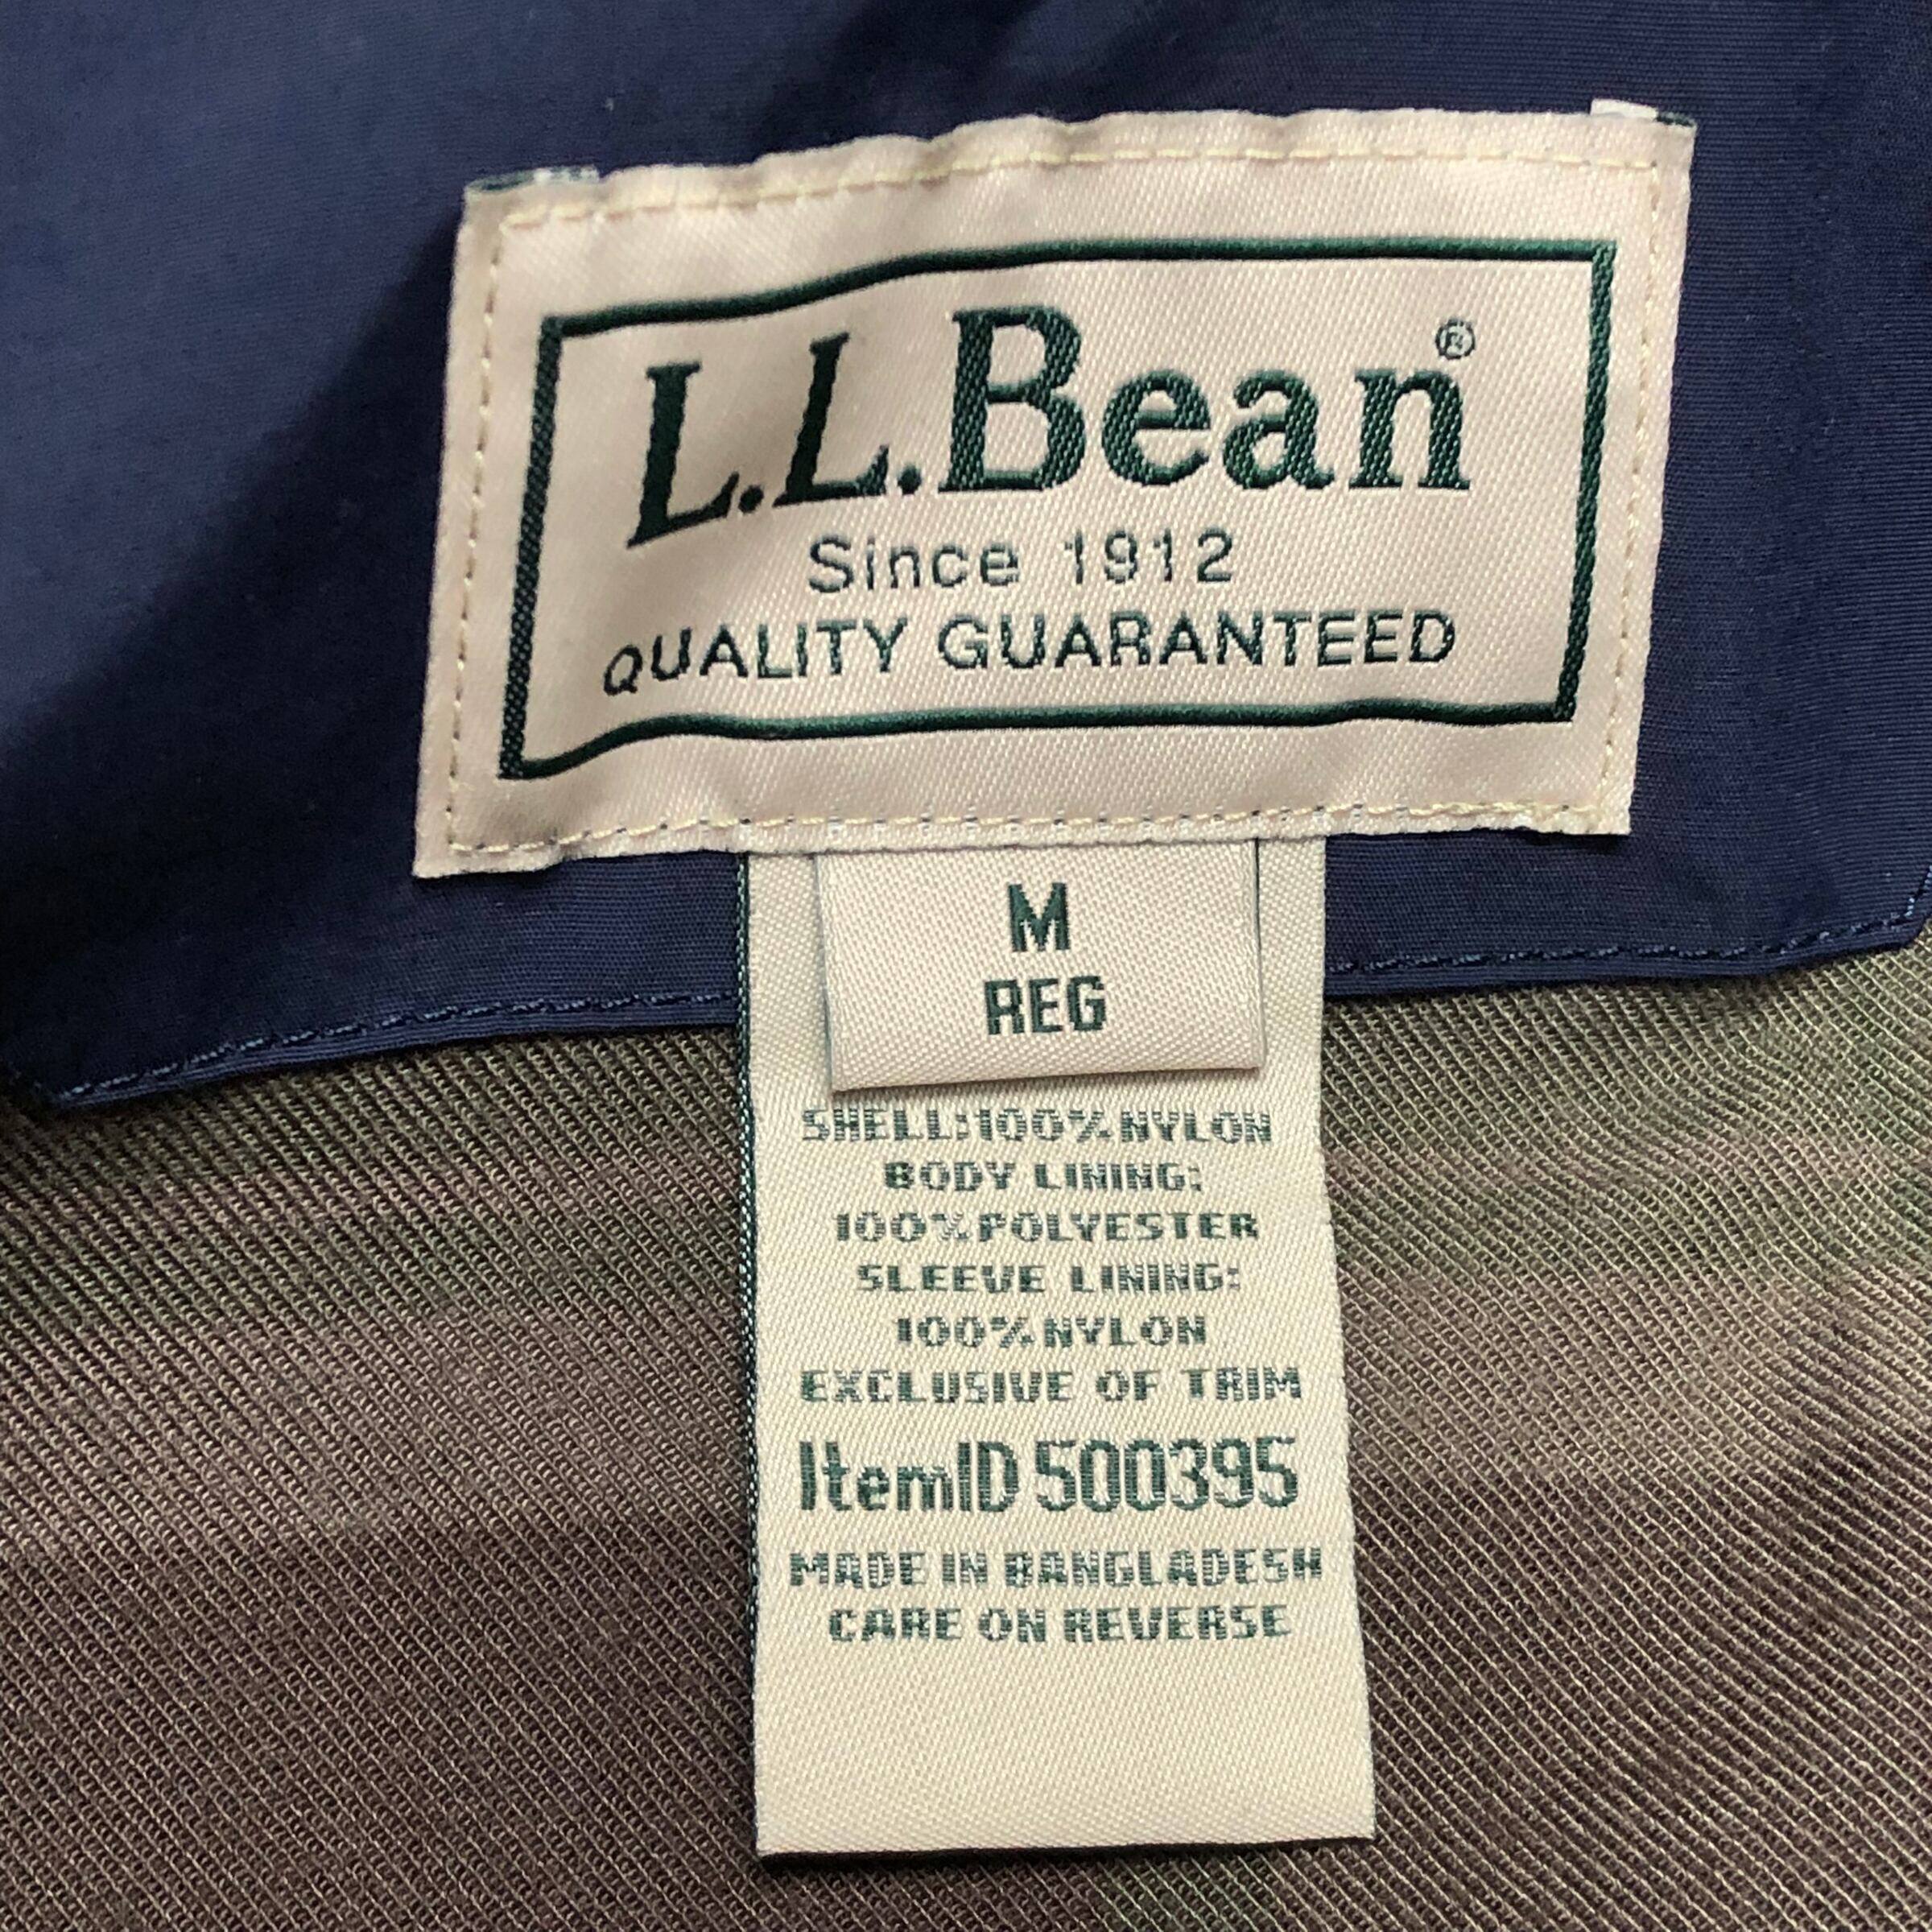 L.L.Bean®
Since 1912
QUALITY GUARANTEED
M
REG
SHELL:100%NYLON
BODY LINING:
100%POLYESTER
SLEEVE LINING:
100%NYLON
EXCLUSIVE OF TRIM
ItemID 500395
MADE IN BANGLADESH
CARE ON REVERSE